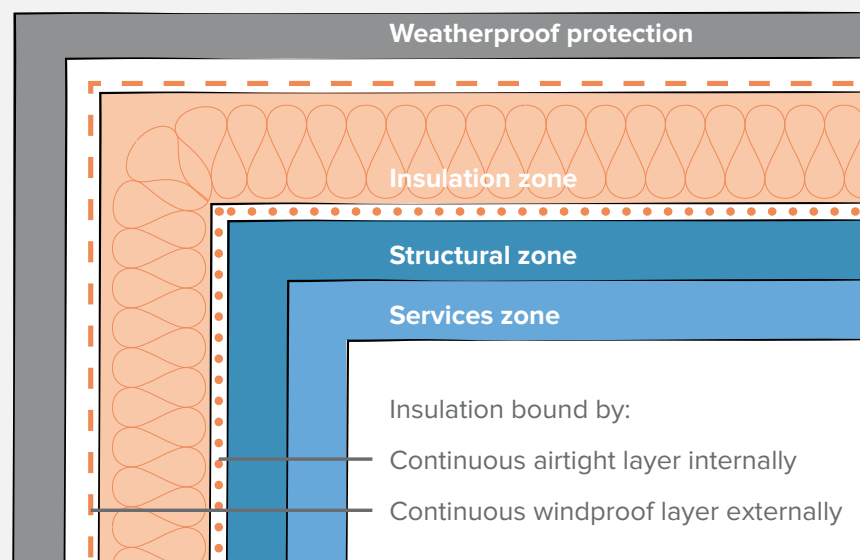 Weatherproof protection
Insulation zone
Structural zone
Services zone
Insulation bound by:
Continuous airtight layer internally
Continuous windproof layer externally